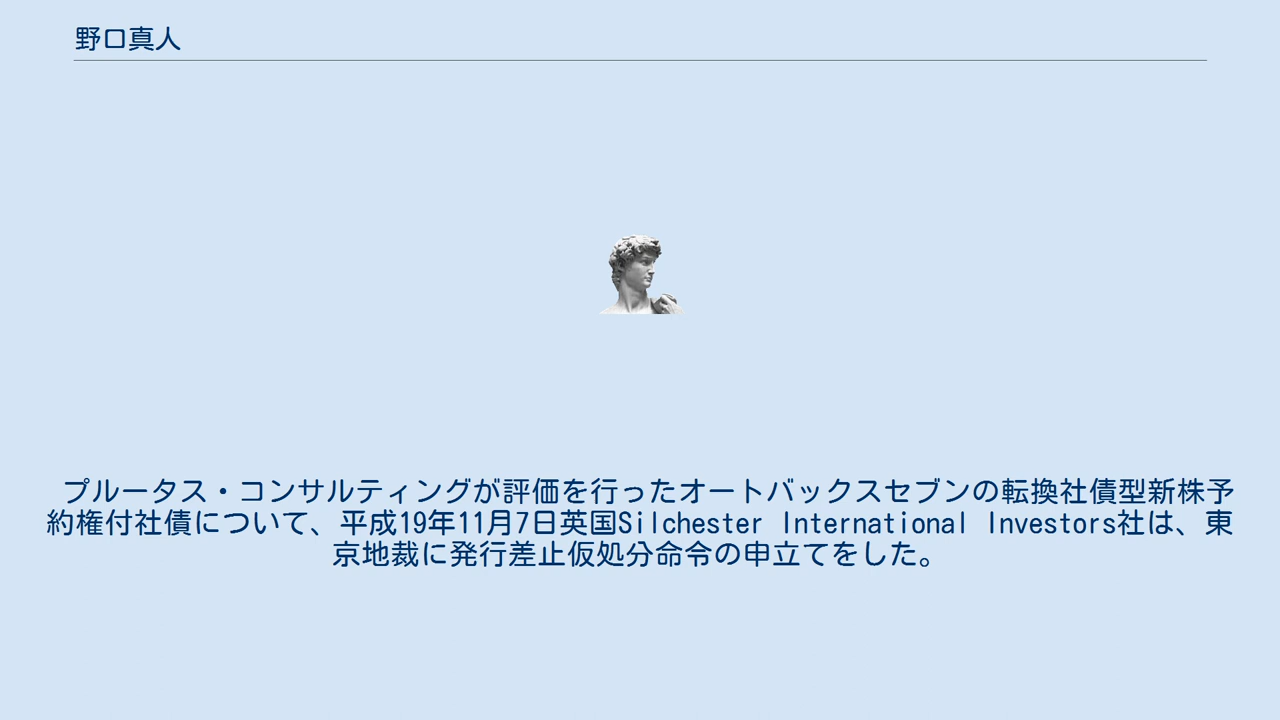 野口真人
プルータス・コンサルティングが評価を行ったオートバックスセブンの転換社債型新株予
約権付社債について、平成19年11月7日英国Silchester International Investors社は、東
京地裁に発行差止仮処分命令の申立てをした。